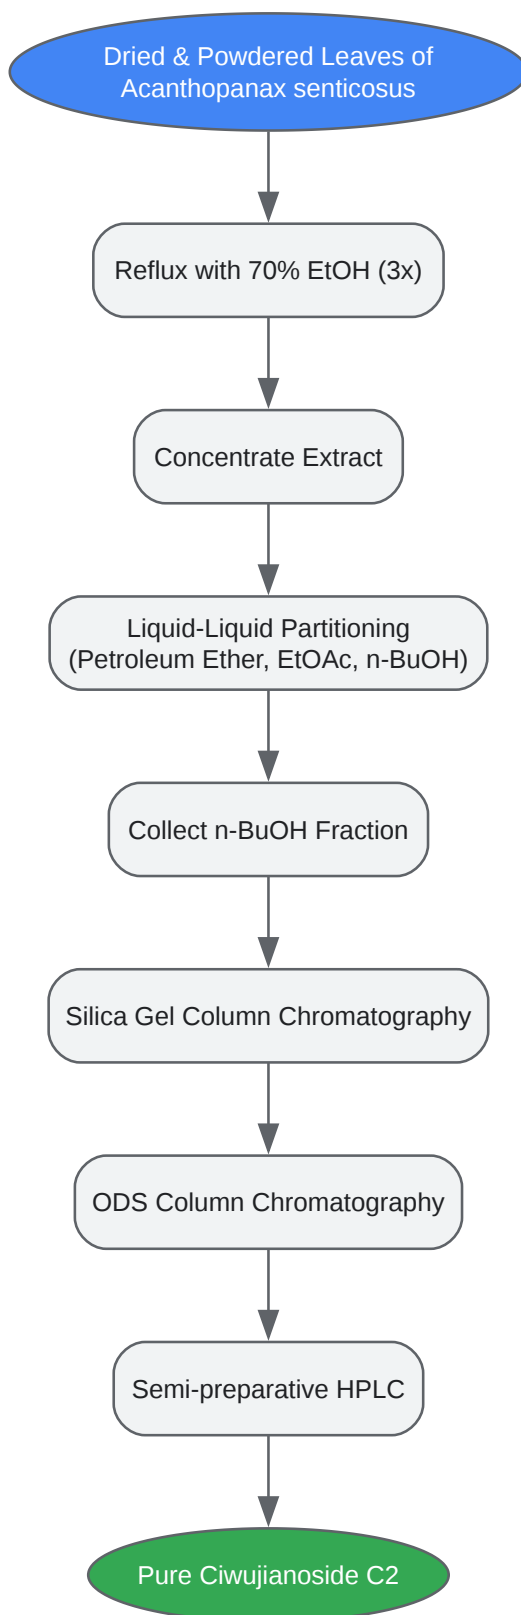 Dried & Powdered Leaves of
Acanthopanax senticosus
Reflux with 70% EtOH (3x)
Concentrate Extract
Liquid-Liquid Partitioning
(Petroleum Ether, EtOAc, n-BuOH)
Collect n-BuOH Fraction
Silica Gel Column Chromatography
ODS Column Chromatography
Semi-preparative HPLC
Pure Ciwujianoside C2